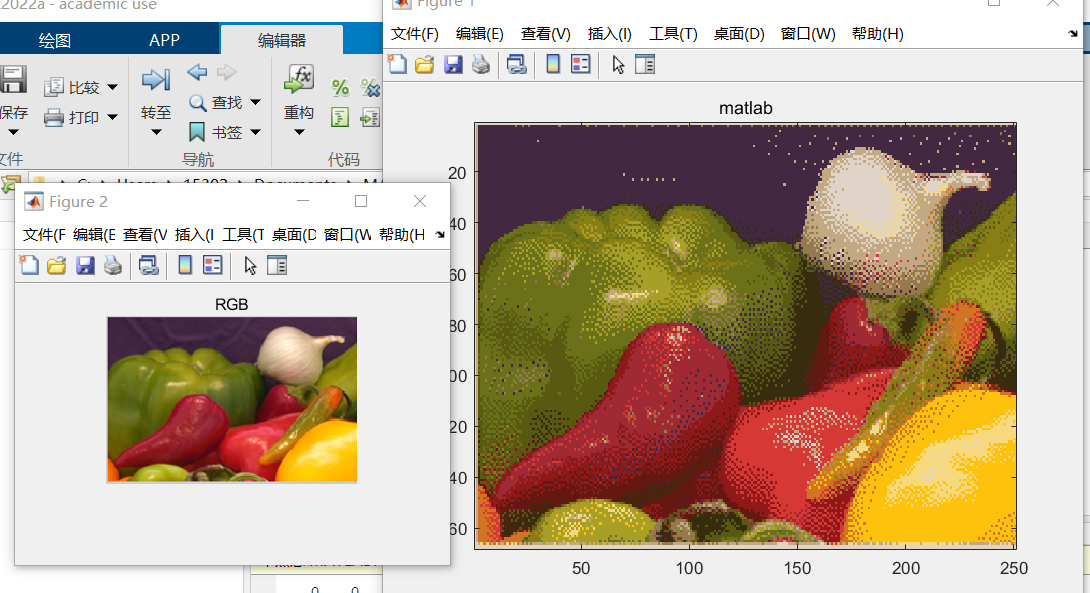 2022a - academic use
绘图 APP 编辑器
保存 比较 打印 转至 查找 书签 重构
文件 导航 代码
Figure 1
文件(F) 编辑(E) 查看(V) 插入(I) 工具(T) 桌面(D) 窗口(W) 帮助(H)
matlab
20
40
60
80
00
20
40
60
50 100 150 200 250
Figure 2
文件(F 编辑(E 查看(V 插入(I 工具(T 桌面(D 窗口(W 帮助(H
RGB
0 0